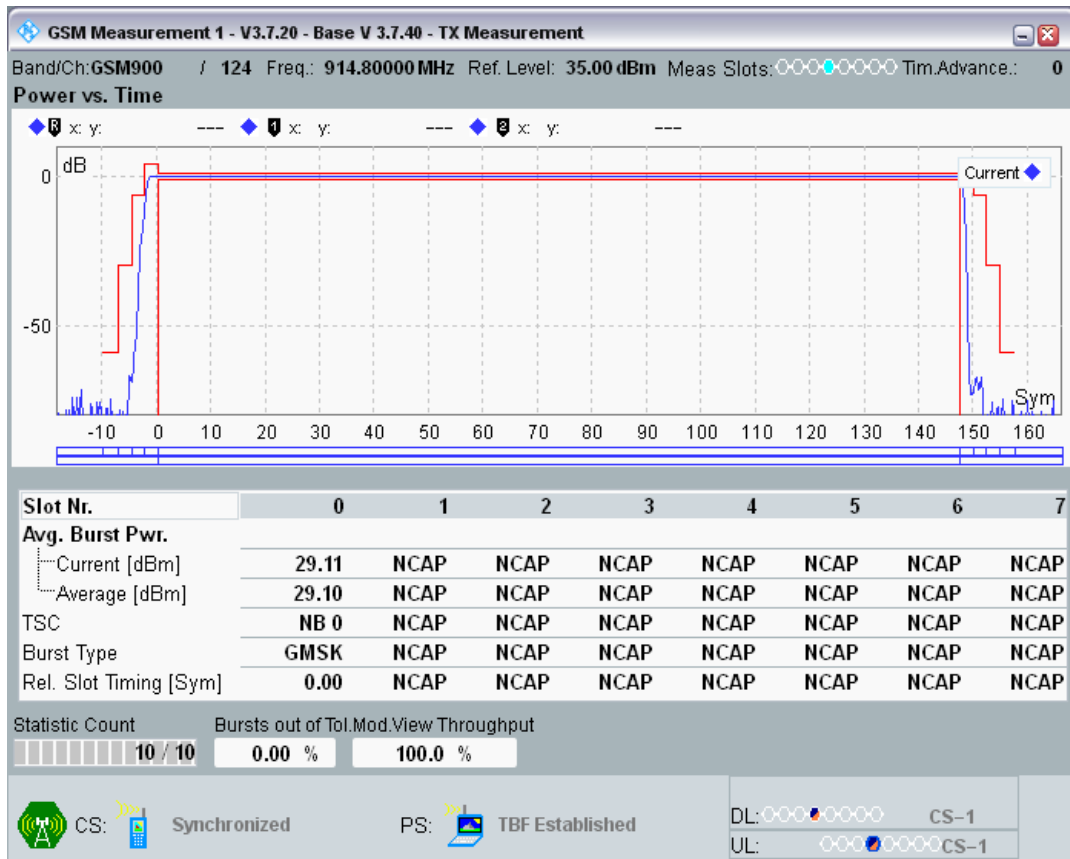 GSM Measurement 1 - V3.7.20 - Base V 3.7.40 - TX Measurement
Band/Ch:GSM900 / 124 Freq.: 914.80000 MHz Ref. Level: 35.00 dBm Meas Slots: Tim.Advance.: 0
Power vs. Time
R x: y: --- 1 x: y: --- 2 x: y: ---
dB
Current
0
-50
Sym
-10 0 10 20 30 40 50 60 70 80 90 100 110 120 130 140 150 160
Slot Nr. 0 1 2 3 4 5 6 7
Avg. Burst Pwr.
Current [dBm] 29.11 NCAP NCAP NCAP NCAP NCAP NCAP NCAP
Average [dBm] 29.10 NCAP NCAP NCAP NCAP NCAP NCAP NCAP
TSC NB 0 NCAP NCAP NCAP NCAP NCAP NCAP NCAP
Burst Type GMSK NCAP NCAP NCAP NCAP NCAP NCAP NCAP
Rel. Slot Timing [Sym] 0.00 NCAP NCAP NCAP NCAP NCAP NCAP NCAP
Statistic Count Bursts out of Tol.Mod.View Throughput
10 / 10 0.00 % 100.0 %
CS: Synchronized PS: TBF Established DL: CS-1
UL: CS-1